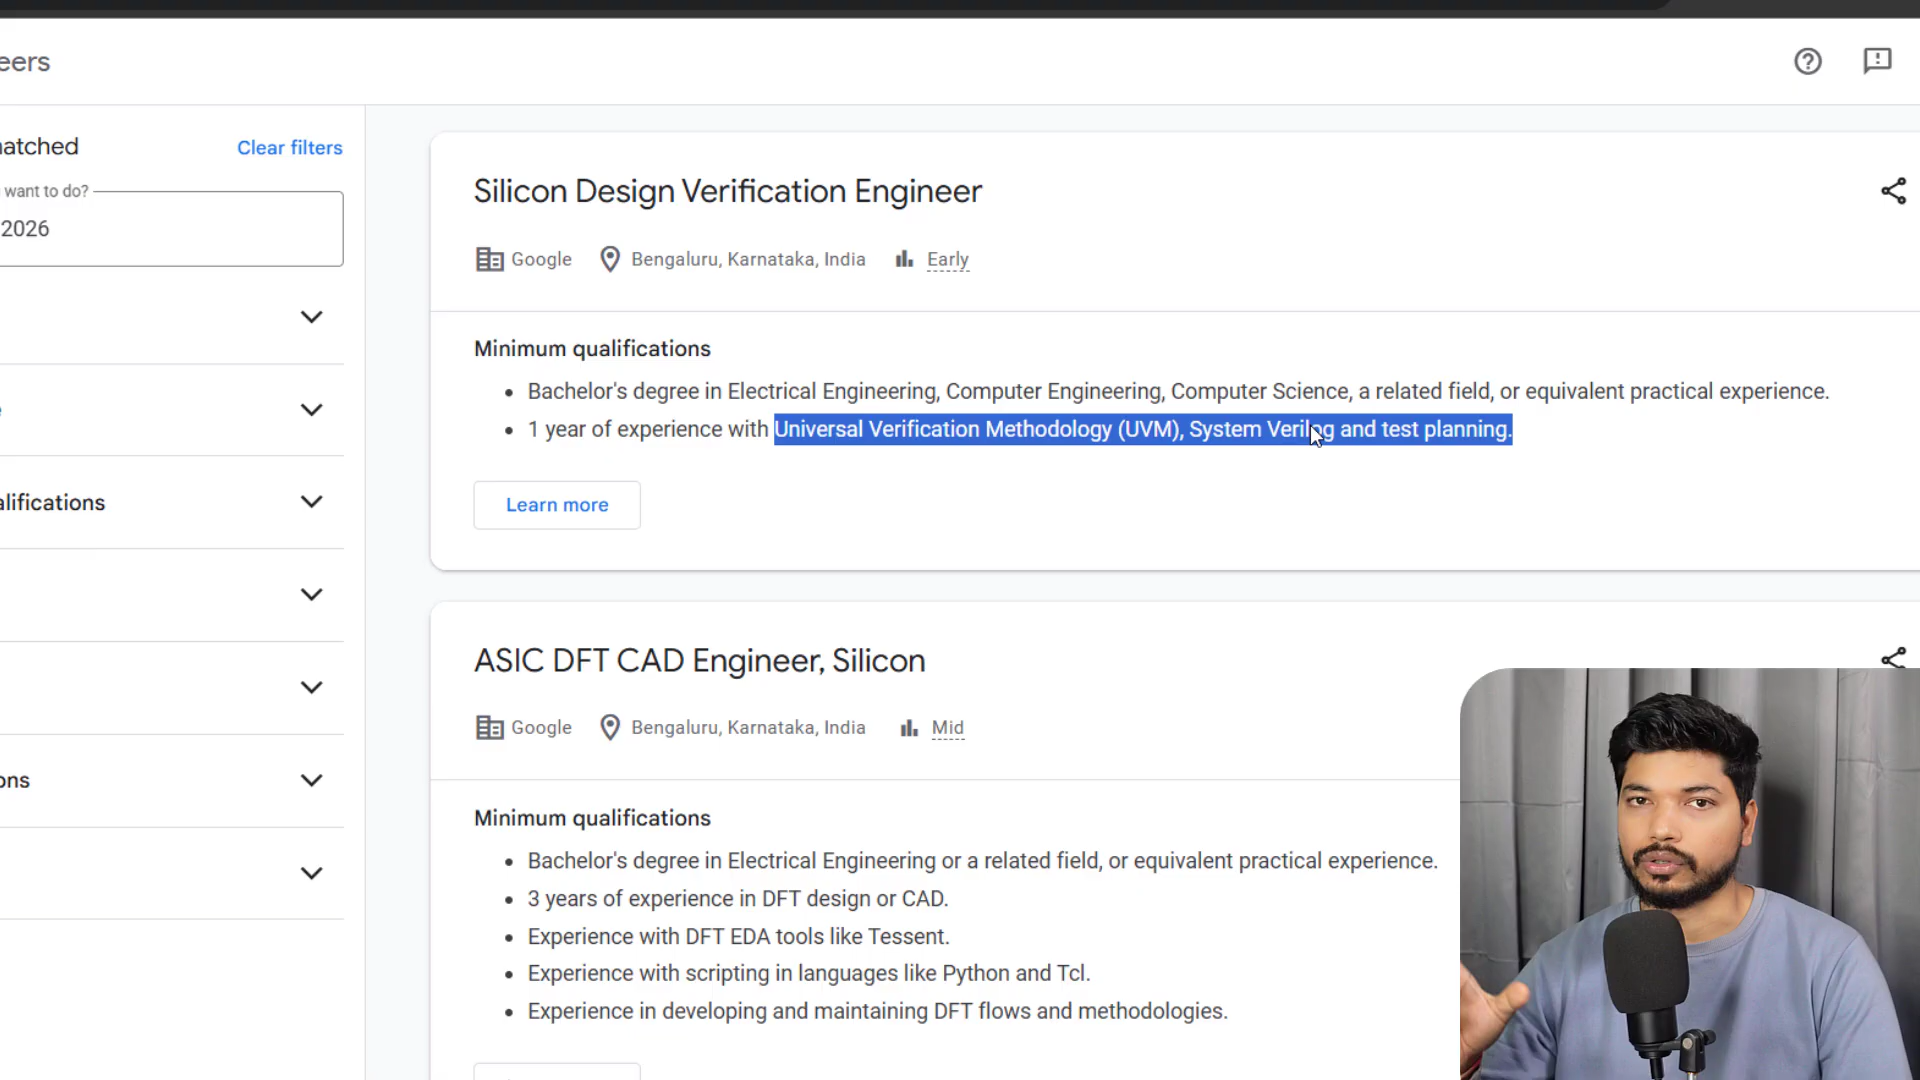 eers
atched
Clear filters
want to do?
2026
alifications
ons
Silicon Design Verification Engineer
Google
Bengaluru, Karnataka, India
Early
Minimum qualifications
Bachelor's degree in Electrical Engineering, Computer Engineering, Computer Science, a related field, or equivalent practical experience.
1 year of experience with Universal Verification Methodology (UVM), System Verilog and test planning.
Learn more
ASIC DFT CAD Engineer, Silicon
Google
Bengaluru, Karnataka, India
Mid
Minimum qualifications
Bachelor's degree in Electrical Engineering or a related field, or equivalent practical experience.
3 years of experience in DFT design or CAD.
Experience with DFT EDA tools like Tessent.
Experience with scripting in languages like Python and Tcl.
Experience in developing and maintaining DFT flows and methodologies.